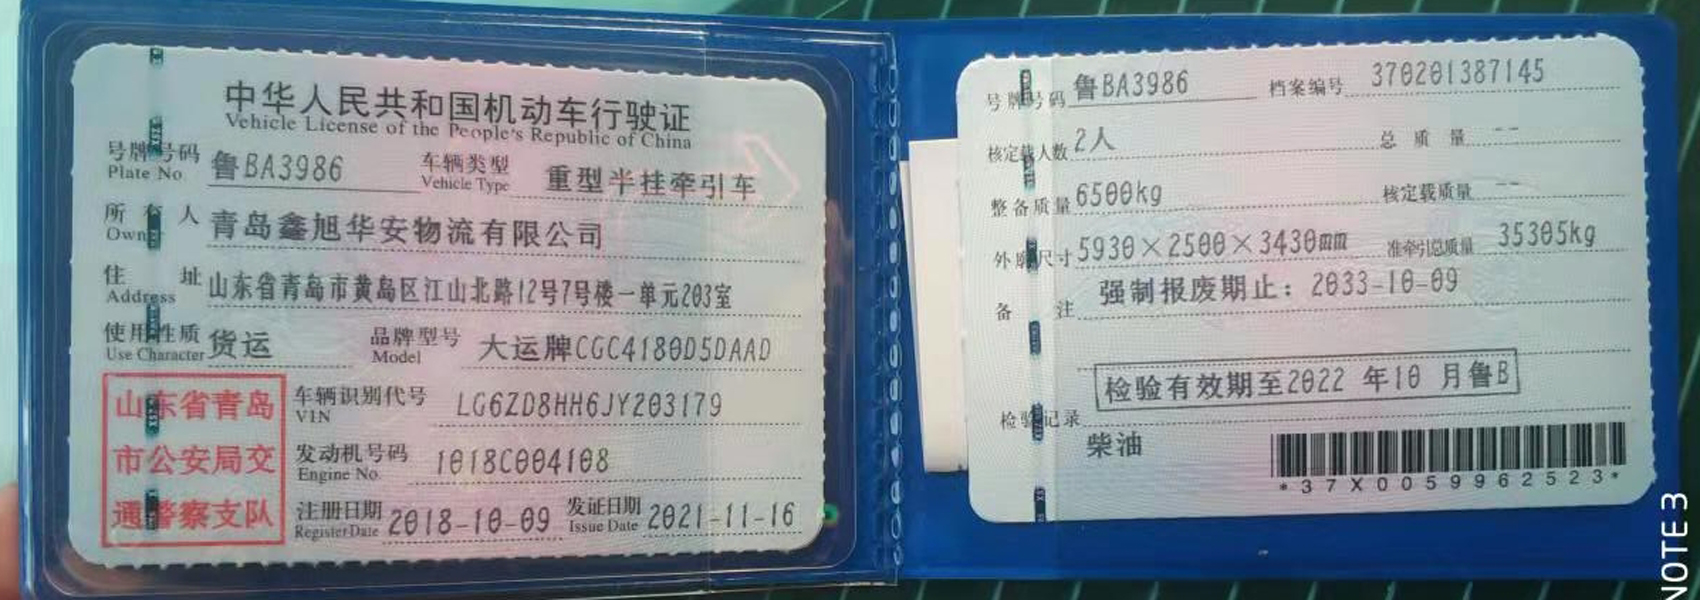 中华人民共和国机动车行驶证
Vehicle License of the People's Republic of China
号牌号码 鲁BA3986 车辆类型 重型半挂牵引车
Plate No. Vehicle Type
所有人 青岛鑫旭华安物流有限公司
Owner
住址 山东省青岛市黄岛区江山北路12号7号楼一单元203室
Address
使用性质 货运 品牌型号 大运牌CGC4180D5DAAD
Use Character Model
山东省青岛
市公安局交
通警察支队
车辆识别代号 LG6ZD8HH6JY203179
VIN
发动机号码 1018C004108
Engine No.
注册日期 2018-10-09 发证日期 2021-11-16
Register Date Issue Date
号牌号码 鲁BA3986 档案编号 370201387145
核定载人数 2人 总质量 --
整备质量 6500kg 核定载质量 --
外廓尺寸 5930×2500×3430mm 准牵引总质量 35305kg
备注 强制报废期止：2033-10-09
检验有效期至2022 年10 月鲁B
检验记录
柴油
*37X0059962523*
NOTE 3